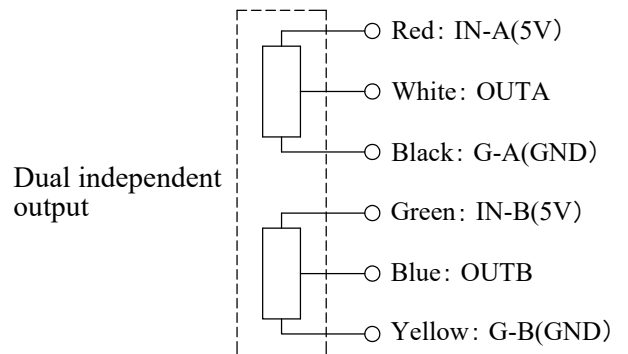 Red: IN-A(5V）
White: OUTA
Black: G-A(GND）
Dual independent
output
Green: IN-B(5V）
Blue: OUTB
Yellow: G-B(GND）